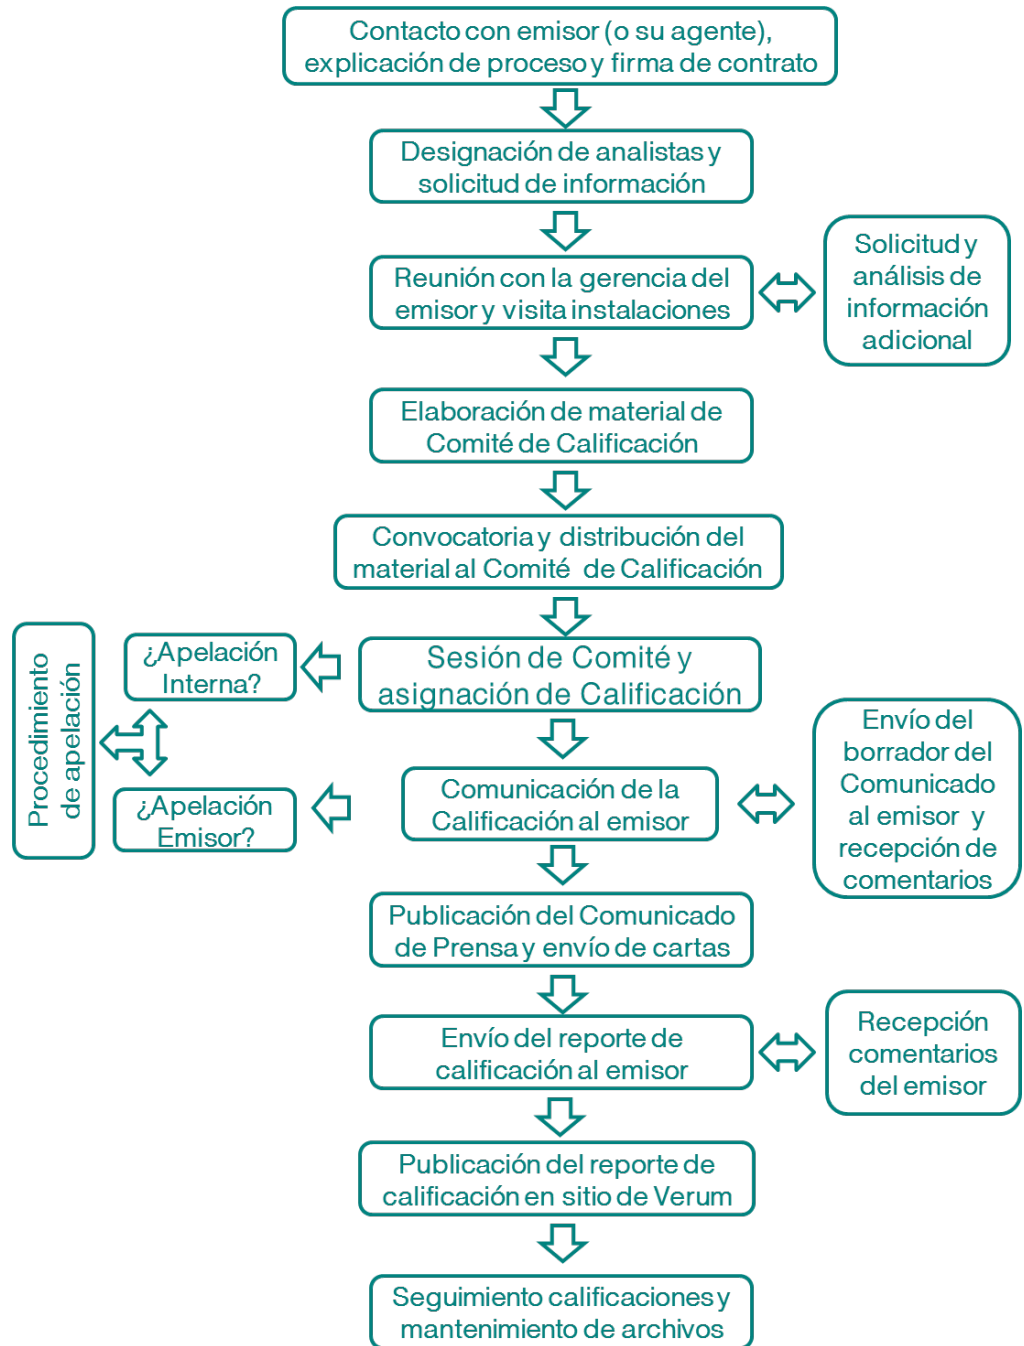 Contacto con emisor (o su agente),
explicación de proceso y firma de contrato
Designación de analistas y
solicitud de información
Reunión con la gerencia del
emisor y visita instalaciones
Solicitud y
análisis de
información
adicional
Elaboración de material de
Comité de Calificación
Convocatoria y distribución del
material al Comité de Calificación
Sesión de Comité y
asignación de Calificación
¿Apelación
Interna?
Procedimiento
de apelación
¿Apelación
Emisor?
Comunicación de la
Calificación al emisor
Envío del
borrador del
Comunicado
al emisor y
recepción de
comentarios
Publicación del Comunicado
de Prensa y envío de cartas
Envío del reporte de
calificación al emisor
Recepción
comentarios
del emisor
Publicación del reporte de
calificación en sitio de Verum
Seguimiento calificaciones y
mantenimiento de archivos